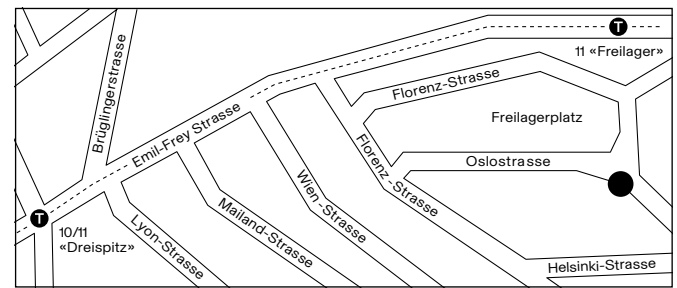 T
11 «Freilager»
Florenz-Strasse
Brüglingerstrasse
Emil-Frey Strasse
Freilagerplatz
Florenz -Strasse
Oslostrasse
Wien -Strasse
Mailand-Strasse
T
10/11
«Dreispitz»
Lyon-Strasse
Helsinki-Strasse